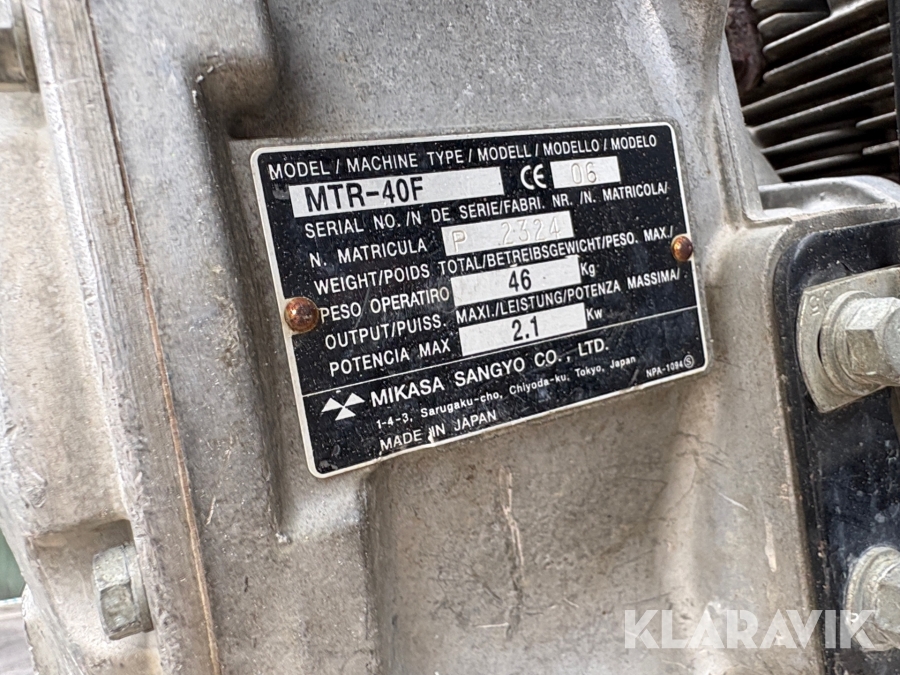 MODEL/MACHINE TYPE/MODELL/MODELLO/MODELO
MTR-40F CE 06
SERIAL NO./N DE SERIE/FABRI. NR./N. MATRICOLA/
N. MATRICULA P 2324
WEIGHT/POIDS TOTAL/BETREIBSGEWICHT/PESO. MAX./
PESO OPERATIRO 46 Kg
OUTPUT/PUISS. MAXI./LEISTUNG/POTENZA MASSIMA/
POTENCIA MAX 2.1 Kw
MIKASA SANGYO CO., LTD.
1-4-3, Sarugaku-cho, Chiyoda-ku, Tokyo, Japan
MADE IN JAPAN
NPA-1084 Ⓢ
KLARAVIK